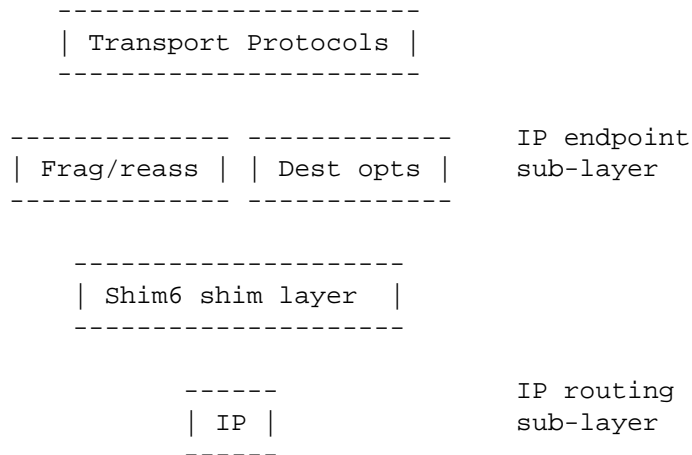 -----------------------
| Transport Protocols |
-----------------------
-------------- ------------- IP endpoint
| Frag/reass | | Dest opts | sub-layer
-------------- -------------
---------------------
| Shim6 shim layer  |
---------------------
------ IP routing
| IP | sub-layer
------